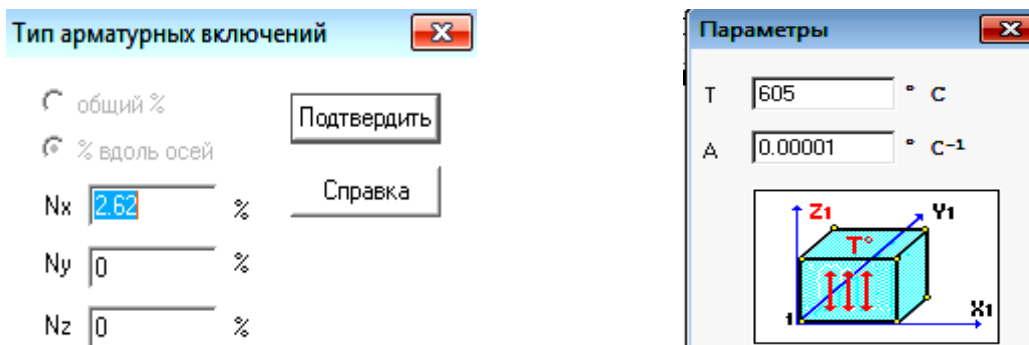 Тип арматурных включений
общий %
% вдоль осей
Nx 2.62 %
Ny 0 %
Nz 0 %
Подтвердить
Справка
Параметры
T 605 ° C
A 0.00001 ° C⁻¹
Z1
Y1
T°
1
X1